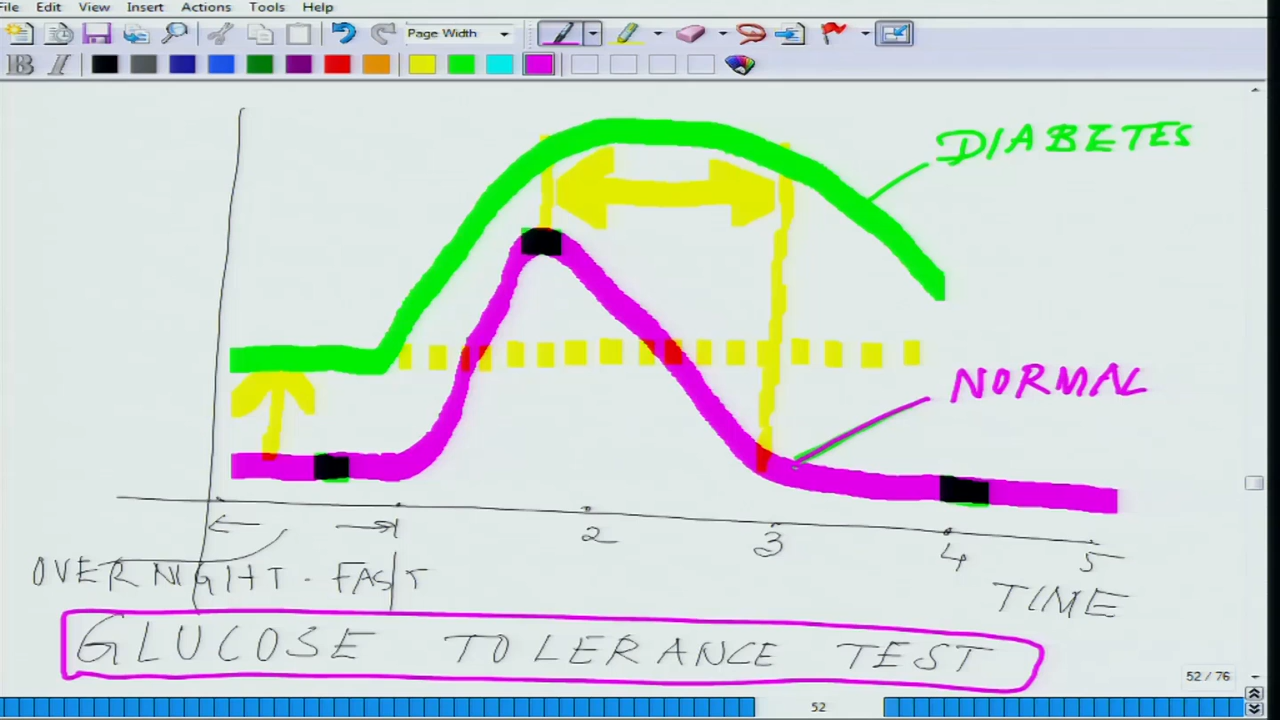 File Edit View Insert Actions Tools Help
Page Width
B I
DIABETES
NORMAL
1 2 3 4 5
OVERNIGHT - FAST
TIME
GLUCOSE TOLERANCE TEST
52 / 76
52